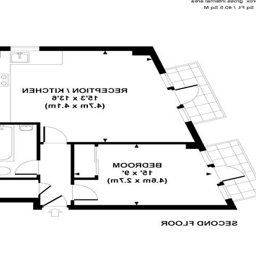 rox. gross internal area
Sq Ft / 40.5 Sq M
RECEPTION / KITCHEN
15'3 x 13'6
(4.7m x 4.1m)
BEDROOM
15' x 9'
(4.6m x 2.7m)
SECOND FLOOR